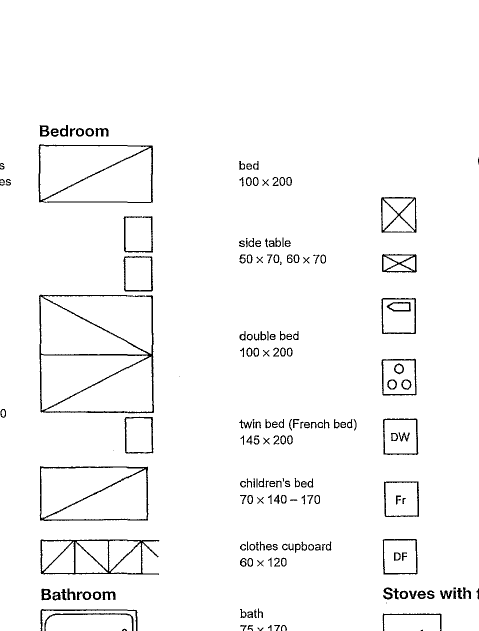 Bedroom
s
es
bed
100 × 200
side table
50 × 70, 60 × 70
double bed
100 × 200
0
twin bed (French bed)
145 × 200
DW
children's bed
70 × 140 – 170
Fr
clothes cupboard
60 × 120
DF
Bathroom
Stoves with
bath
75 × 170